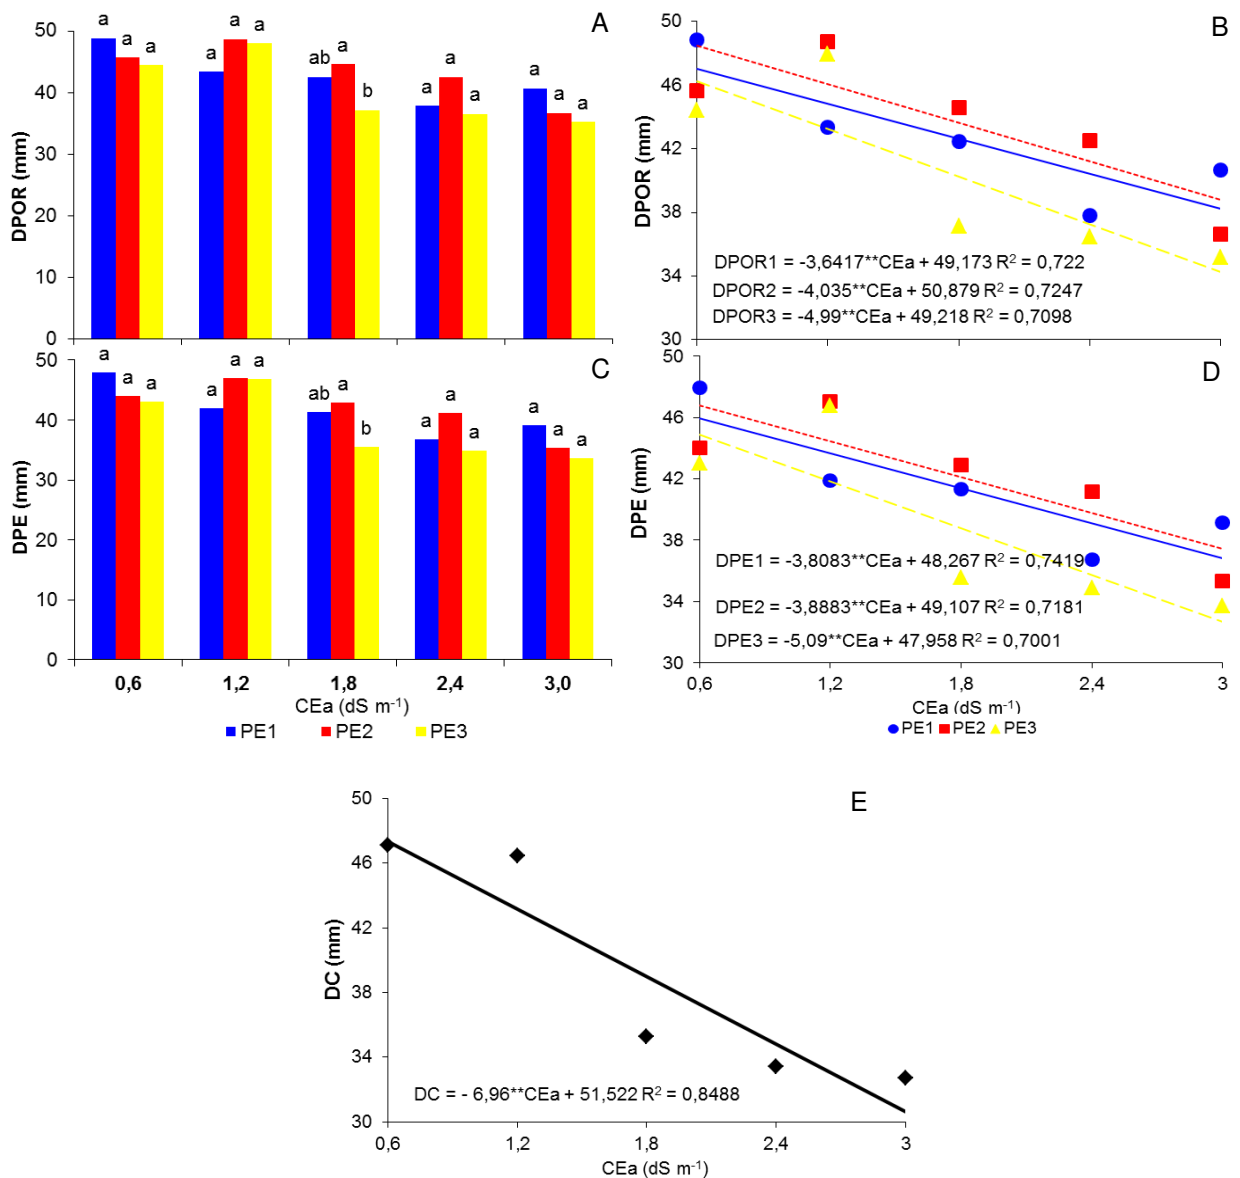 A
50
40
30
20
10
0
DPOR (mm)
a a a
a a a
ab a b
a a a
a a a
B
50
46
42
38
34
30
DPOR (mm)
DPOR1 = -3,6417**CEa + 49,173 R² = 0,722
DPOR2 = -4,035**CEa + 50,879 R² = 0,7247
DPOR3 = -4,99**CEa + 49,218 R² = 0,7098
C
50
40
30
20
10
0
DPE (mm)
a a a
a a a
ab a b
a a a
a a a
0,6 1,2 1,8 2,4 3,0
CEa (dS m⁻¹)
PE1 PE2 PE3
D
50
46
42
38
34
30
DPE (mm)
DPE1 = -3,8083**CEa + 48,267 R² = 0,7419
DPE2 = -3,8883**CEa + 49,107 R² = 0,7181
DPE3 = -5,09**CEa + 47,958 R² = 0,7001
0,6 1,2 1,8 2,4 3
CEa (dS m⁻¹)
PE1 PE2 PE3
E
50
46
42
38
34
30
DC (mm)
DC = - 6,96**CEa + 51,522 R² = 0,8488
0,6 1,2 1,8 2,4 3
CEa (dS m⁻¹)